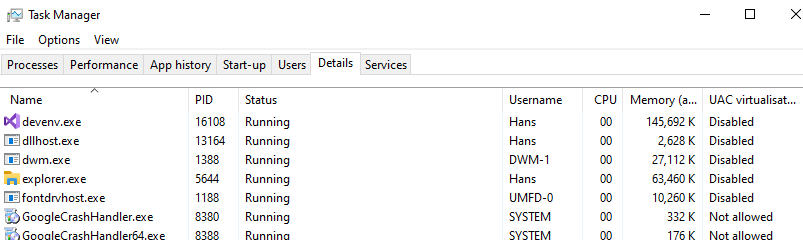 Task Manager
File Options View
Processes Performance App history Start-up Users Details Services
Name PID Status Username CPU Memory (a... UAC virtualisat...
devenv.exe 16108 Running Hans 00 145,692 K Disabled
dllhost.exe 13164 Running Hans 00 2,628 K Disabled
dwm.exe 1388 Running DWM-1 00 27,112 K Disabled
explorer.exe 5644 Running Hans 00 63,460 K Disabled
fontdrvhost.exe 1188 Running UMFD-0 00 10,260 K Disabled
GoogleCrashHandler.exe 8380 Running SYSTEM 00 332 K Not allowed
GoogleCrashHandler64.exe 8388 Running SYSTEM 00 176 K Not allowed